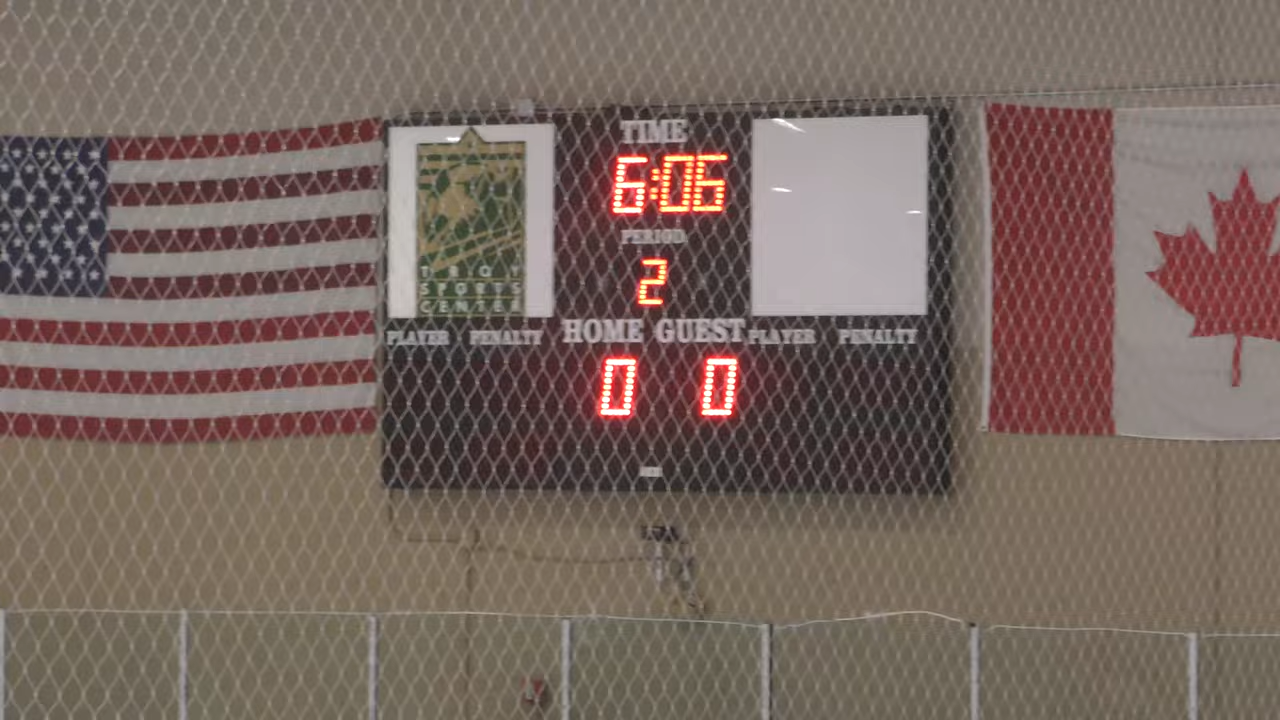 TIME
6:06
PERIOD
2
TROY
SPORTS
CENTER
PLAYER PENALTY HOME GUEST PLAYER PENALTY
0 0